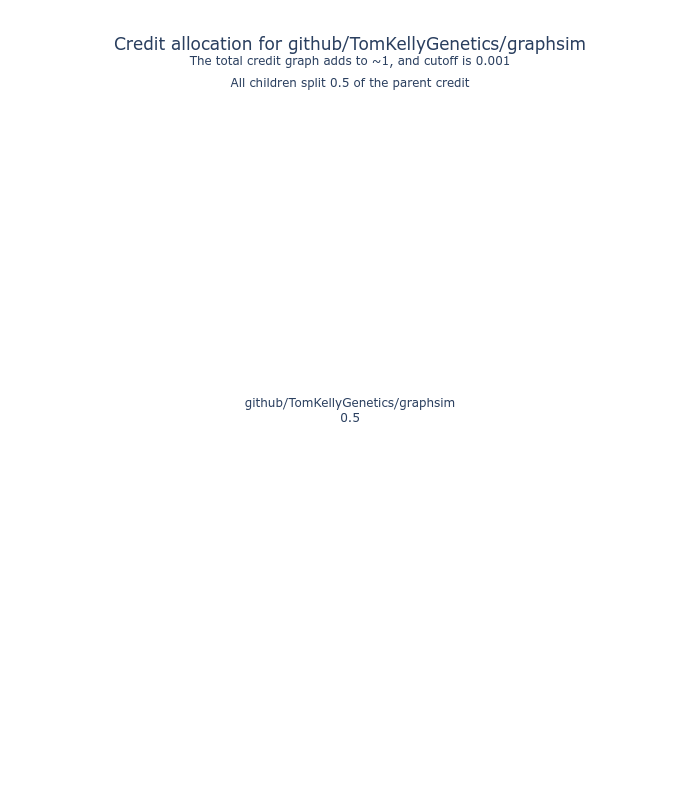 Credit allocation for github/TomKellyGenetics/graphsim
The total credit graph adds to ~1, and cutoff is 0.001
All children split 0.5 of the parent credit
github/TomKellyGenetics/graphsim
0.5